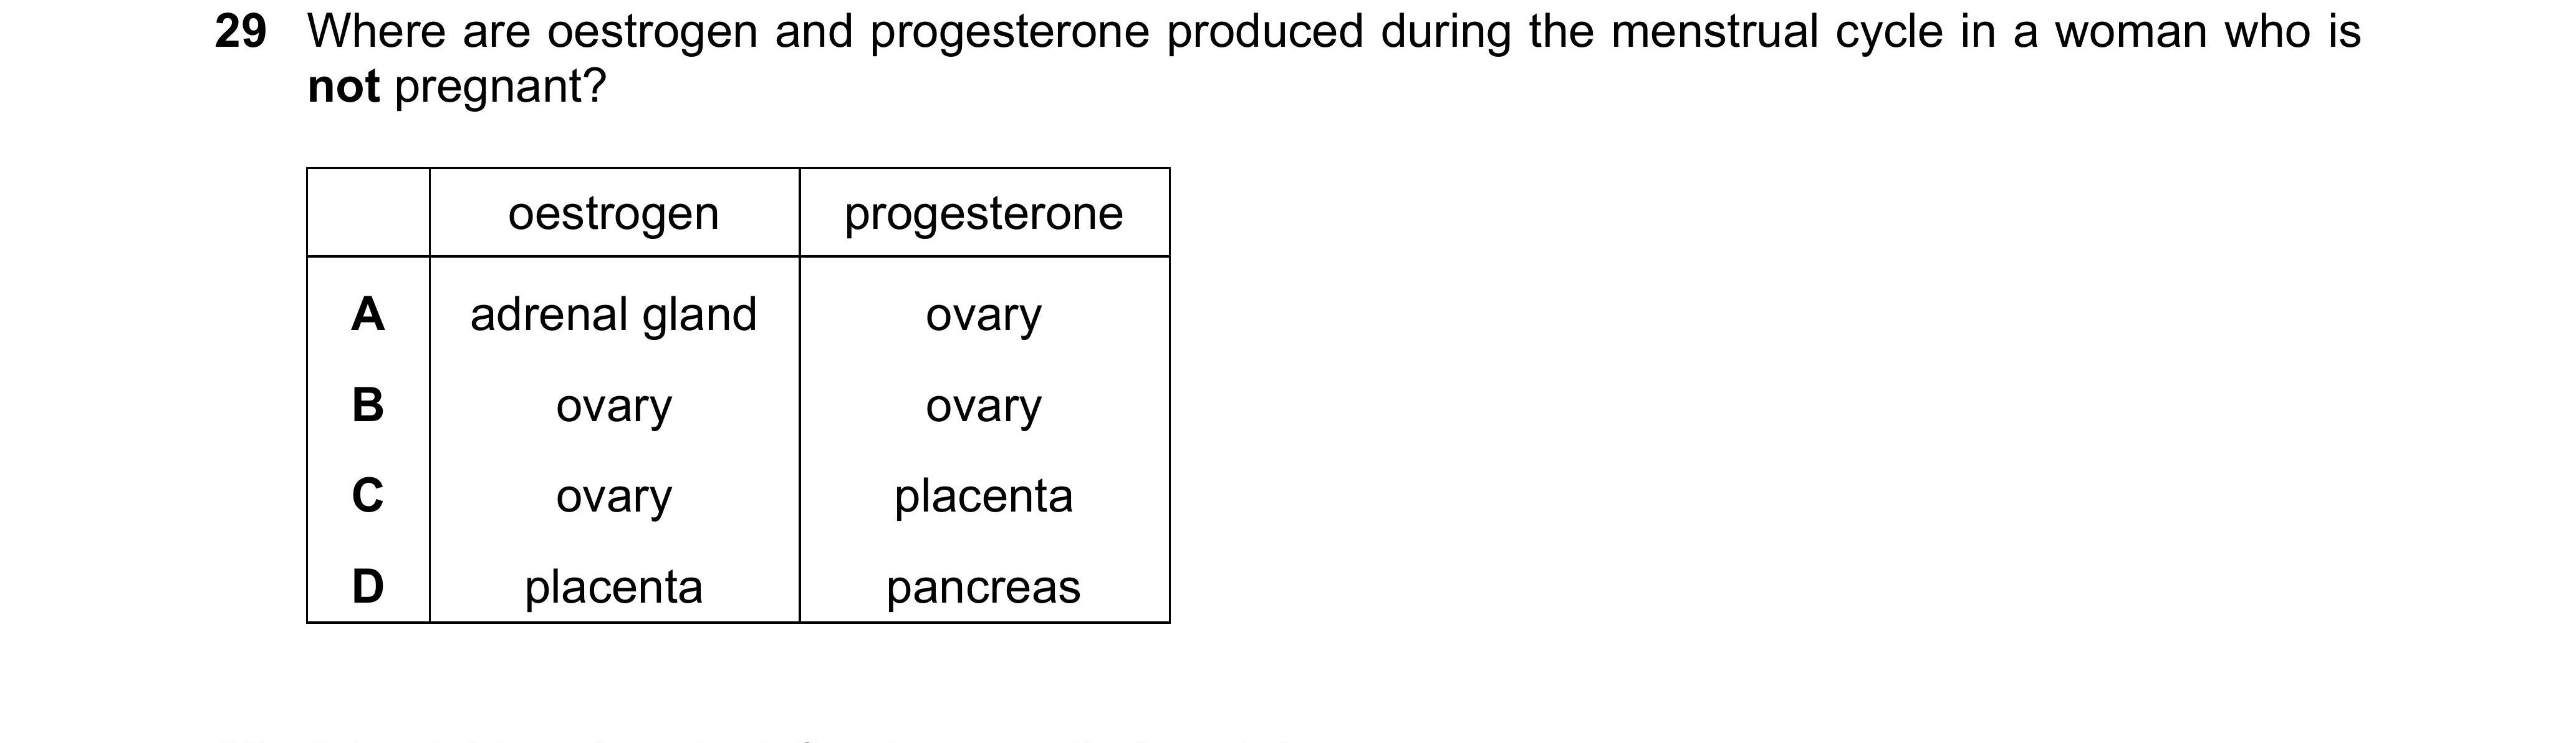 29 Where are oestrogen and progesterone produced during the menstrual cycle in a woman who is
not pregnant?
oestrogen progesterone
A adrenal gland ovary
B ovary ovary
C ovary placenta
D placenta pancreas